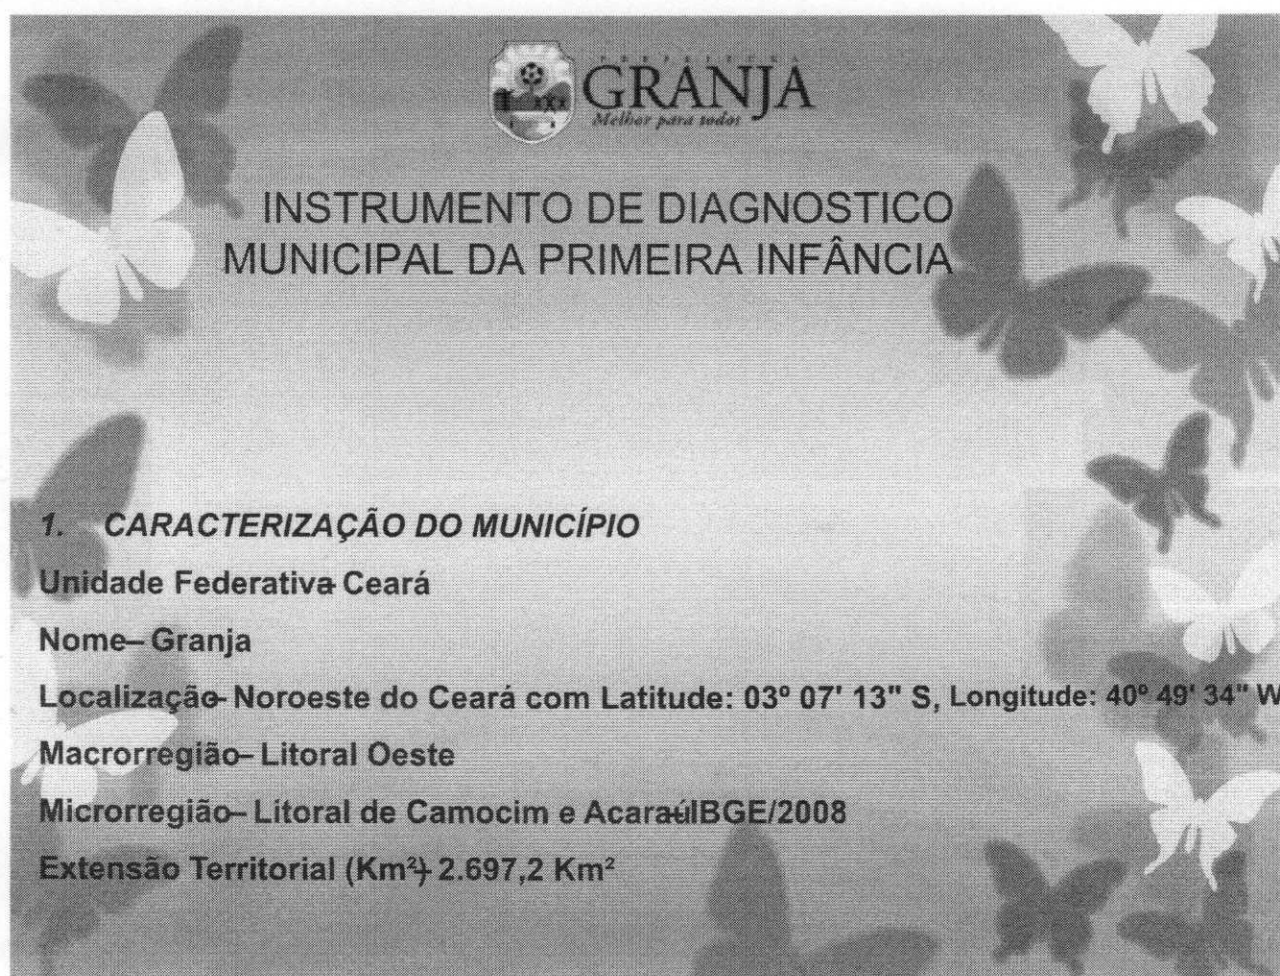 PREFEITURA
GRANJA
Melhor para todos
INSTRUMENTO DE DIAGNOSTICO
MUNICIPAL DA PRIMEIRA INFÂNCIA
1. CARACTERIZAÇÃO DO MUNICÍPIO
Unidade Federativa- Ceará
Nome– Granja
Localização- Noroeste do Ceará com Latitude: 03º 07' 13" S, Longitude: 40º 49' 34" W
Macrorregião– Litoral Oeste
Microrregião– Litoral de Camocim e Acaraú-IBGE/2008
Extensão Territorial (Km²)- 2.697,2 Km²